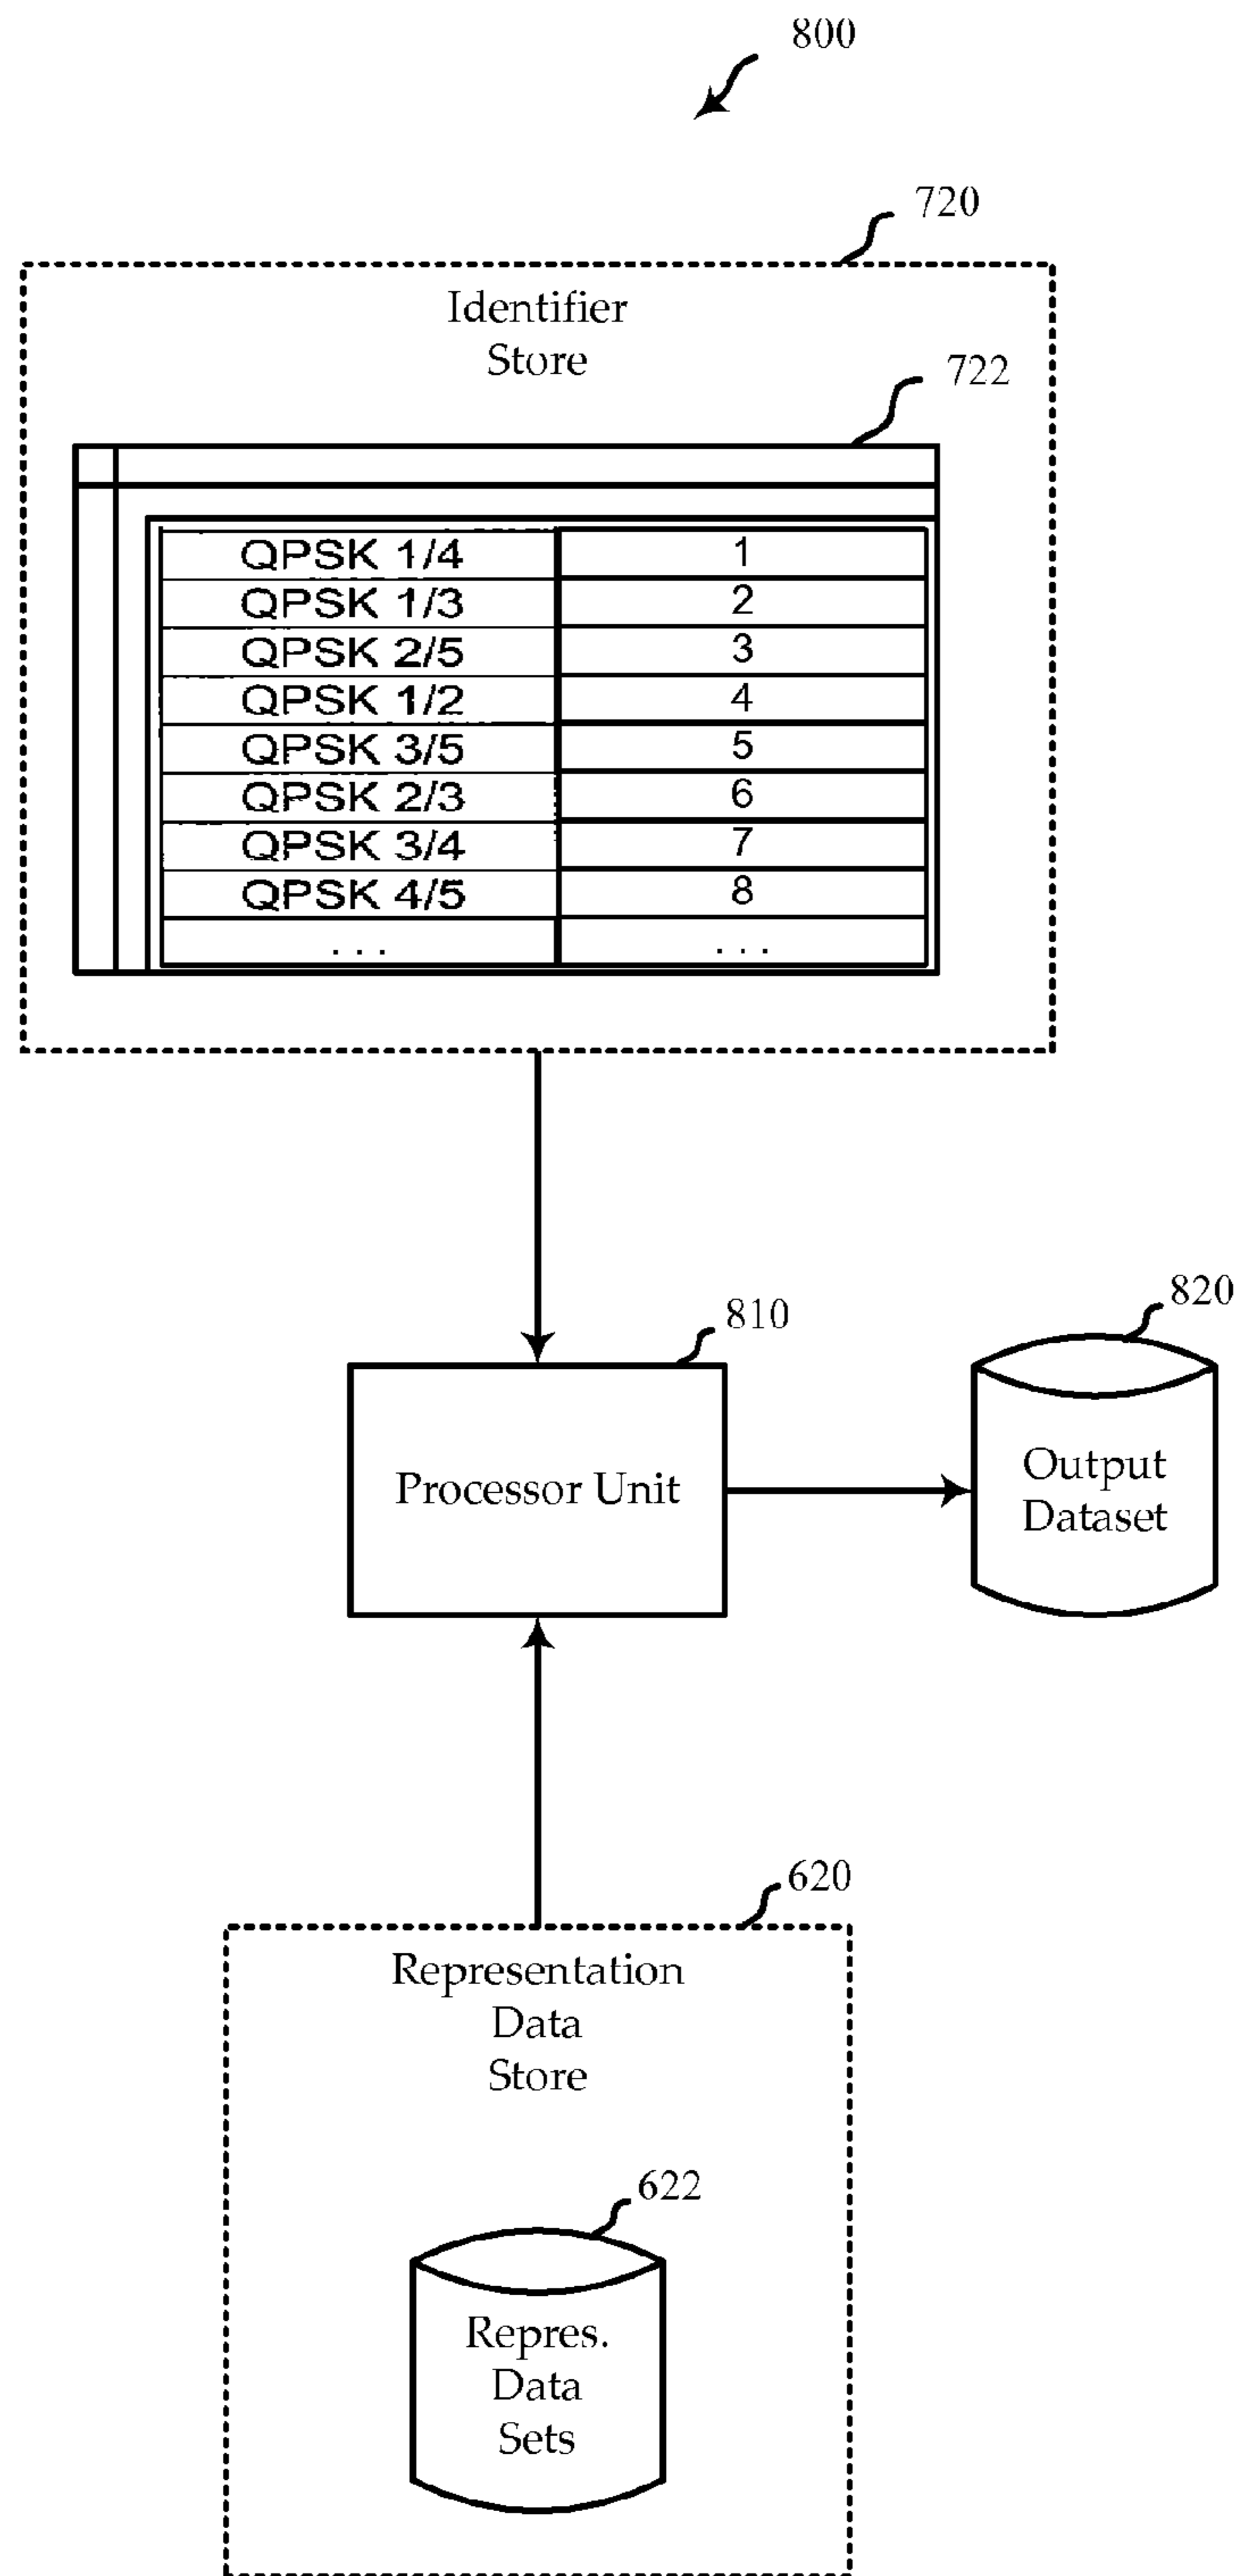 800
720
Identifier
Store
722
QPSK 1/4 1
QPSK 1/3 2
QPSK 2/5 3
QPSK 1/2 4
QPSK 3/5 5
QPSK 2/3 6
QPSK 3/4 7
QPSK 4/5 8
. . . . . .
810
820
Processor Unit
Output
Dataset
620
Representation
Data
Store
622
Repres.
Data
Sets